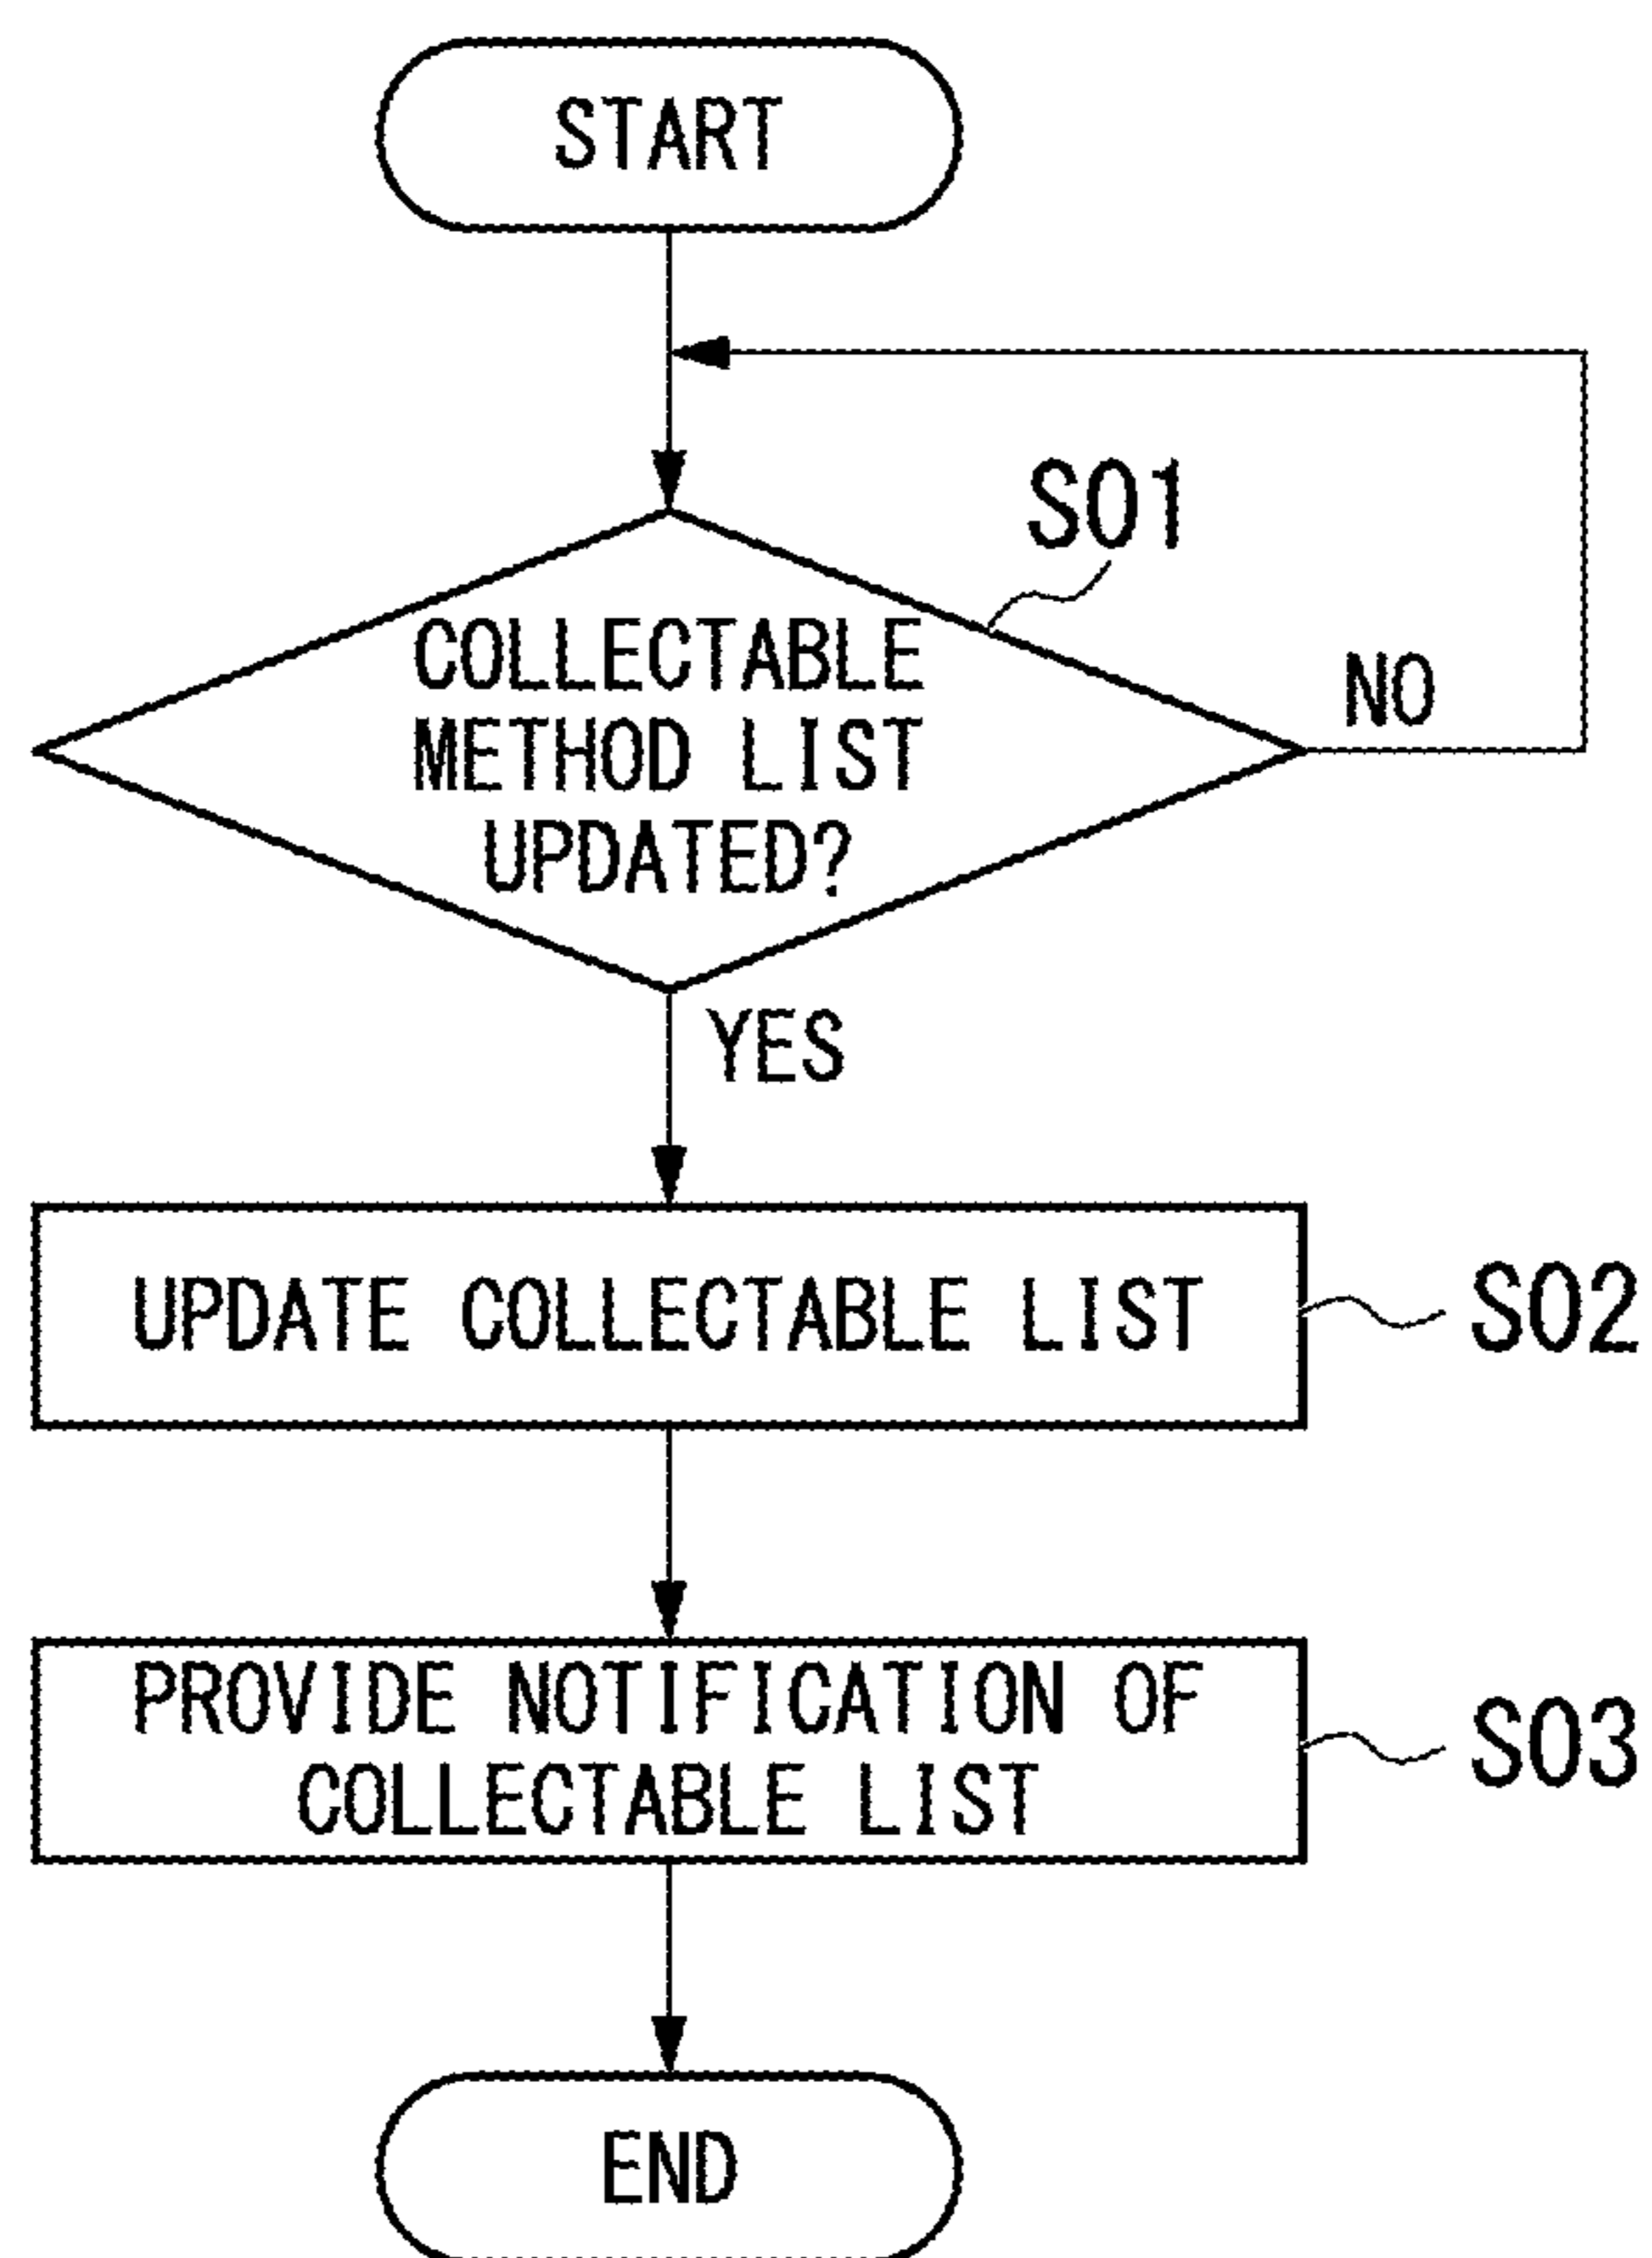 START
S01
COLLECTABLE
METHOD LIST
UPDATED?
NO
YES
UPDATE COLLECTABLE LIST
S02
PROVIDE NOTIFICATION OF
COLLECTABLE LIST
S03
END